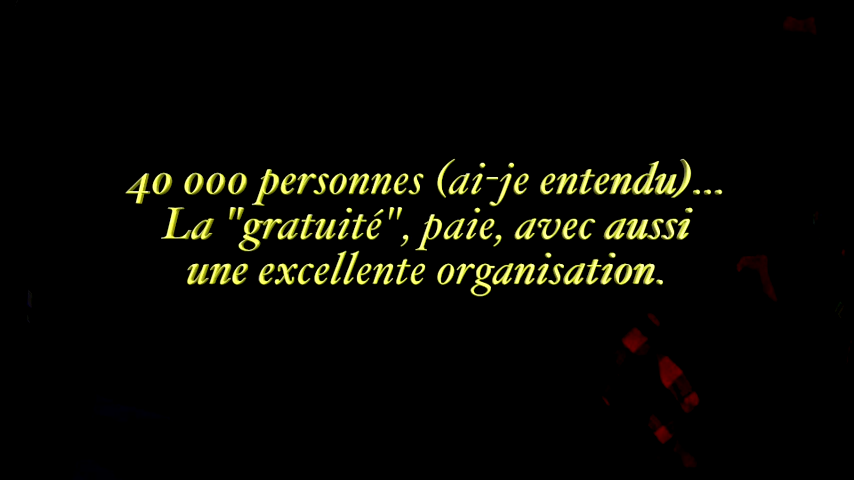 40 000 personnes (ai-je entendu)...
La "gratuité", paie, avec aussi
une excellente organisation.